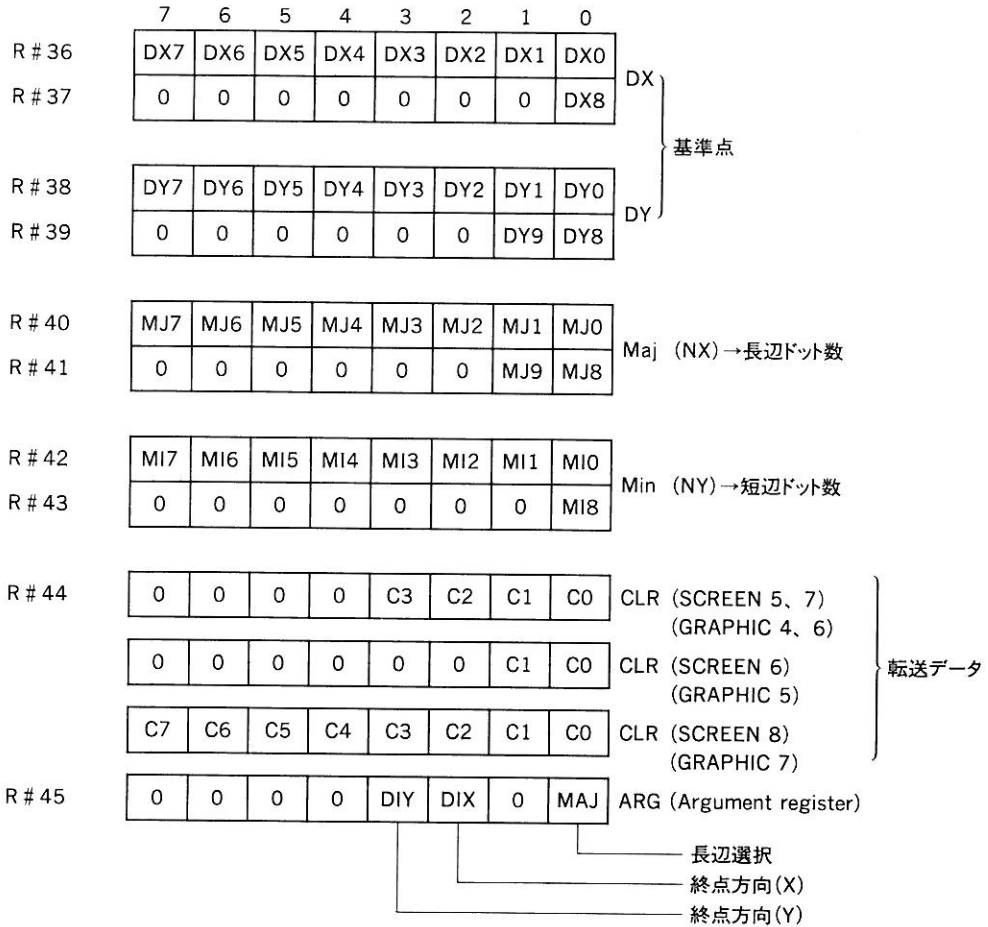 7 6 5 4 3 2 1 0
R#36 DX7 DX6 DX5 DX4 DX3 DX2 DX1 DX0 DX
R#37 0 0 0 0 0 0 0 DX8
基準点
R#38 DY7 DY6 DY5 DY4 DY3 DY2 DY1 DY0 DY
R#39 0 0 0 0 0 0 DY9 DY8
R#40 MJ7 MJ6 MJ5 MJ4 MJ3 MJ2 MJ1 MJ0
Maj (NX)→長辺ドット数
R#41 0 0 0 0 0 0 MJ9 MJ8
R#42 MI7 MI6 MI5 MI4 MI3 MI2 MI1 MI0
Min (NY)→短辺ドット数
R#43 0 0 0 0 0 0 0 MI8
R#44 0 0 0 0 C3 C2 C1 C0 CLR (SCREEN 5、7)
(GRAPHIC 4、6)
0 0 0 0 0 0 C1 C0 CLR (SCREEN 6)
(GRAPHIC 5)
転送データ
C7 C6 C5 C4 C3 C2 C1 C0 CLR (SCREEN 8)
(GRAPHIC 7)
R#45 0 0 0 0 DIY DIX 0 MAJ ARG (Argument register)
長辺選択
終点方向(X)
終点方向(Y)